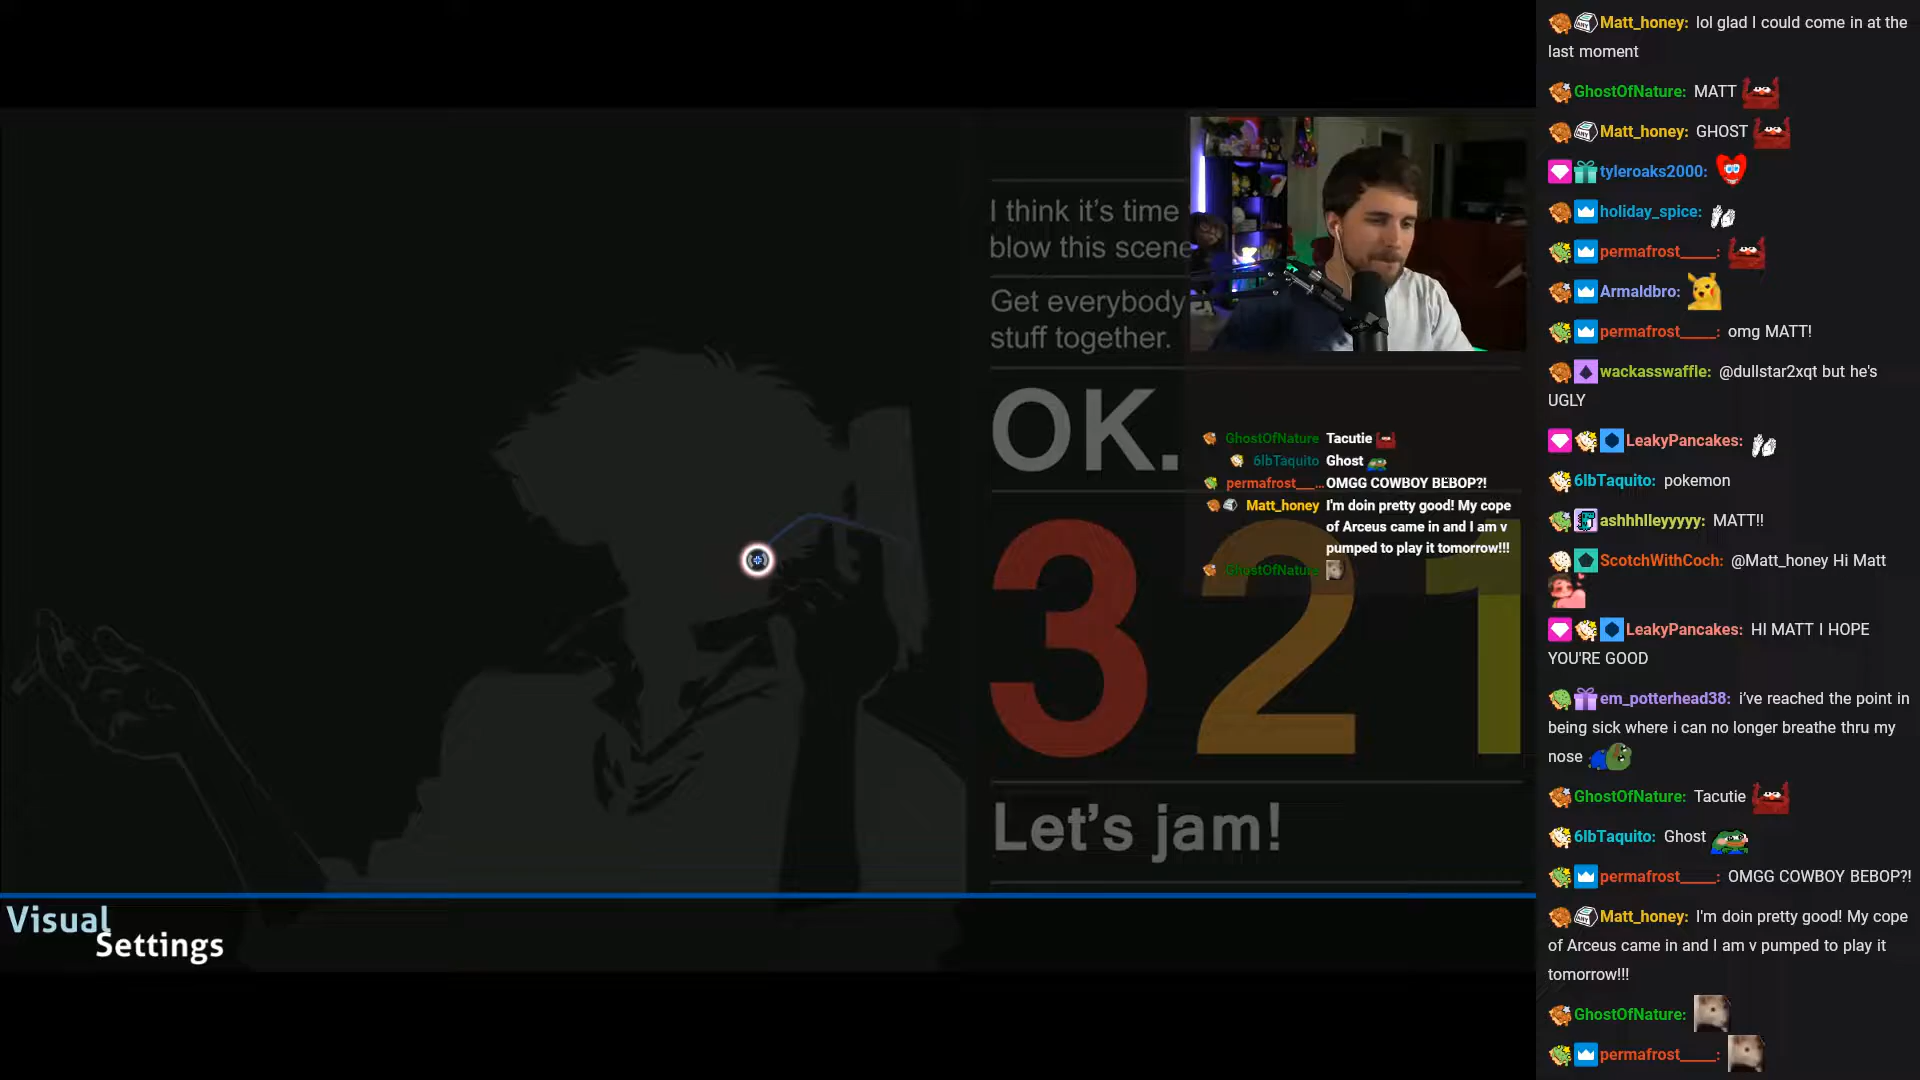 I think it's time
blow this scene
Get everybody
stuff together.
OK.
3 2 1
Let's jam!
Visual
Settings
GhostOfNature Tacutie
6lbTaquito Ghost
permafrost___... OMGG COWBOY BEBOP?!
Matt_honey I'm doin pretty good! My cope
of Arceus came in and I am v
pumped to play it tomorrow!!!
GhostOfNature
Matt_honey: lol glad I could come in at the
last moment
GhostOfNature: MATT
Matt_honey: GHOST
tyleroaks2000:
holiday_spice:
permafrost_____:
Armaldbro:
permafrost_____: omg MATT!
wackasswaffle: @dullstar2xqt but he's
UGLY
LeakyPancakes:
6lbTaquito: pokemon
ashhhlleyyyyy: MATT!!
ScotchWithCoch: @Matt_honey Hi Matt
LeakyPancakes: HI MATT I HOPE
YOU'RE GOOD
em_potterhead38: i've reached the point in
being sick where i can no longer breathe thru my
nose
GhostOfNature: Tacutie
6lbTaquito: Ghost
permafrost_____: OMGG COWBOY BEBOP?!
Matt_honey: I'm doin pretty good! My cope
of Arceus came in and I am v pumped to play it
tomorrow!!!
GhostOfNature:
permafrost_____: